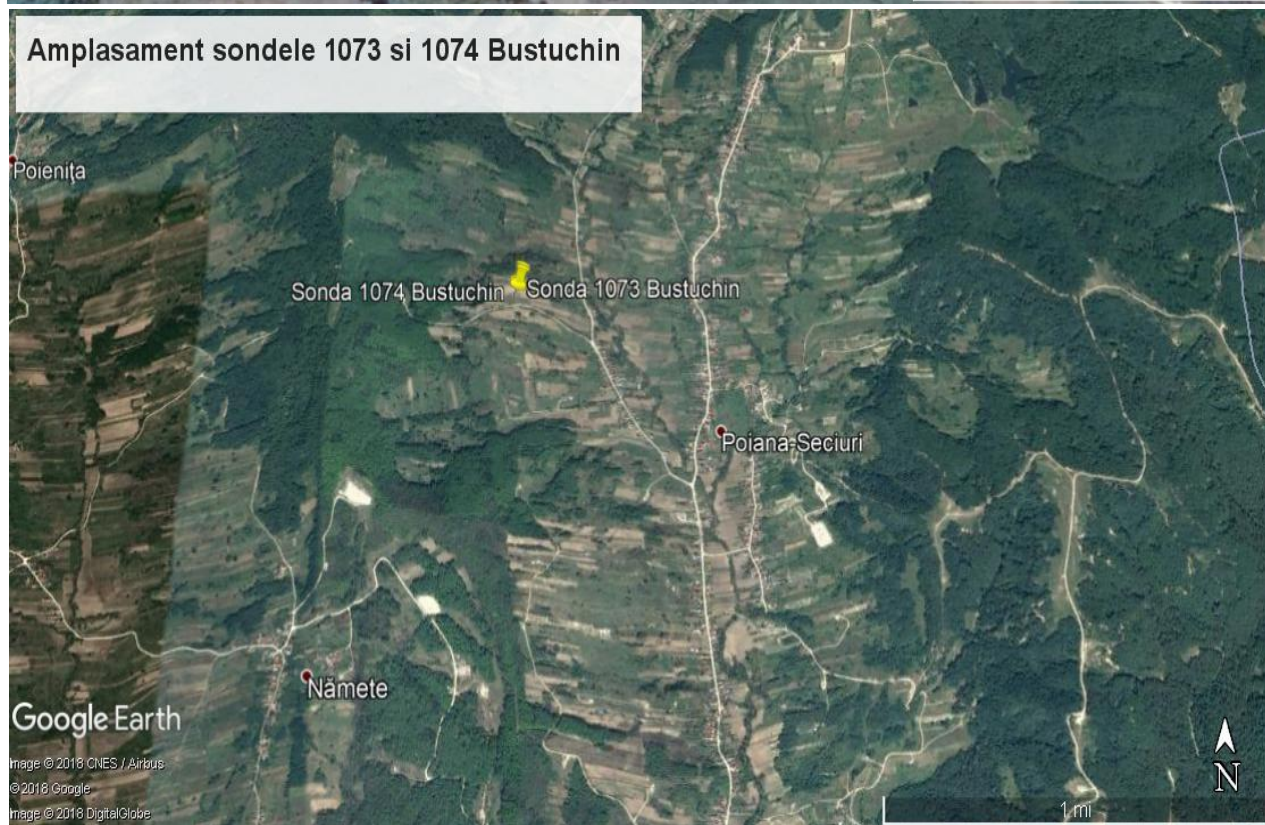 Amplasament sondele 1073 si 1074 Bustuchin
Poienița
Sonda 1074 Bustuchin
Sonda 1073 Bustuchin
Poiana-Seciuri
Nămete
Google Earth
Image © 2018 CNES / Airbus
© 2018 Google
Image © 2018 DigitalGlobe
N
1 mi